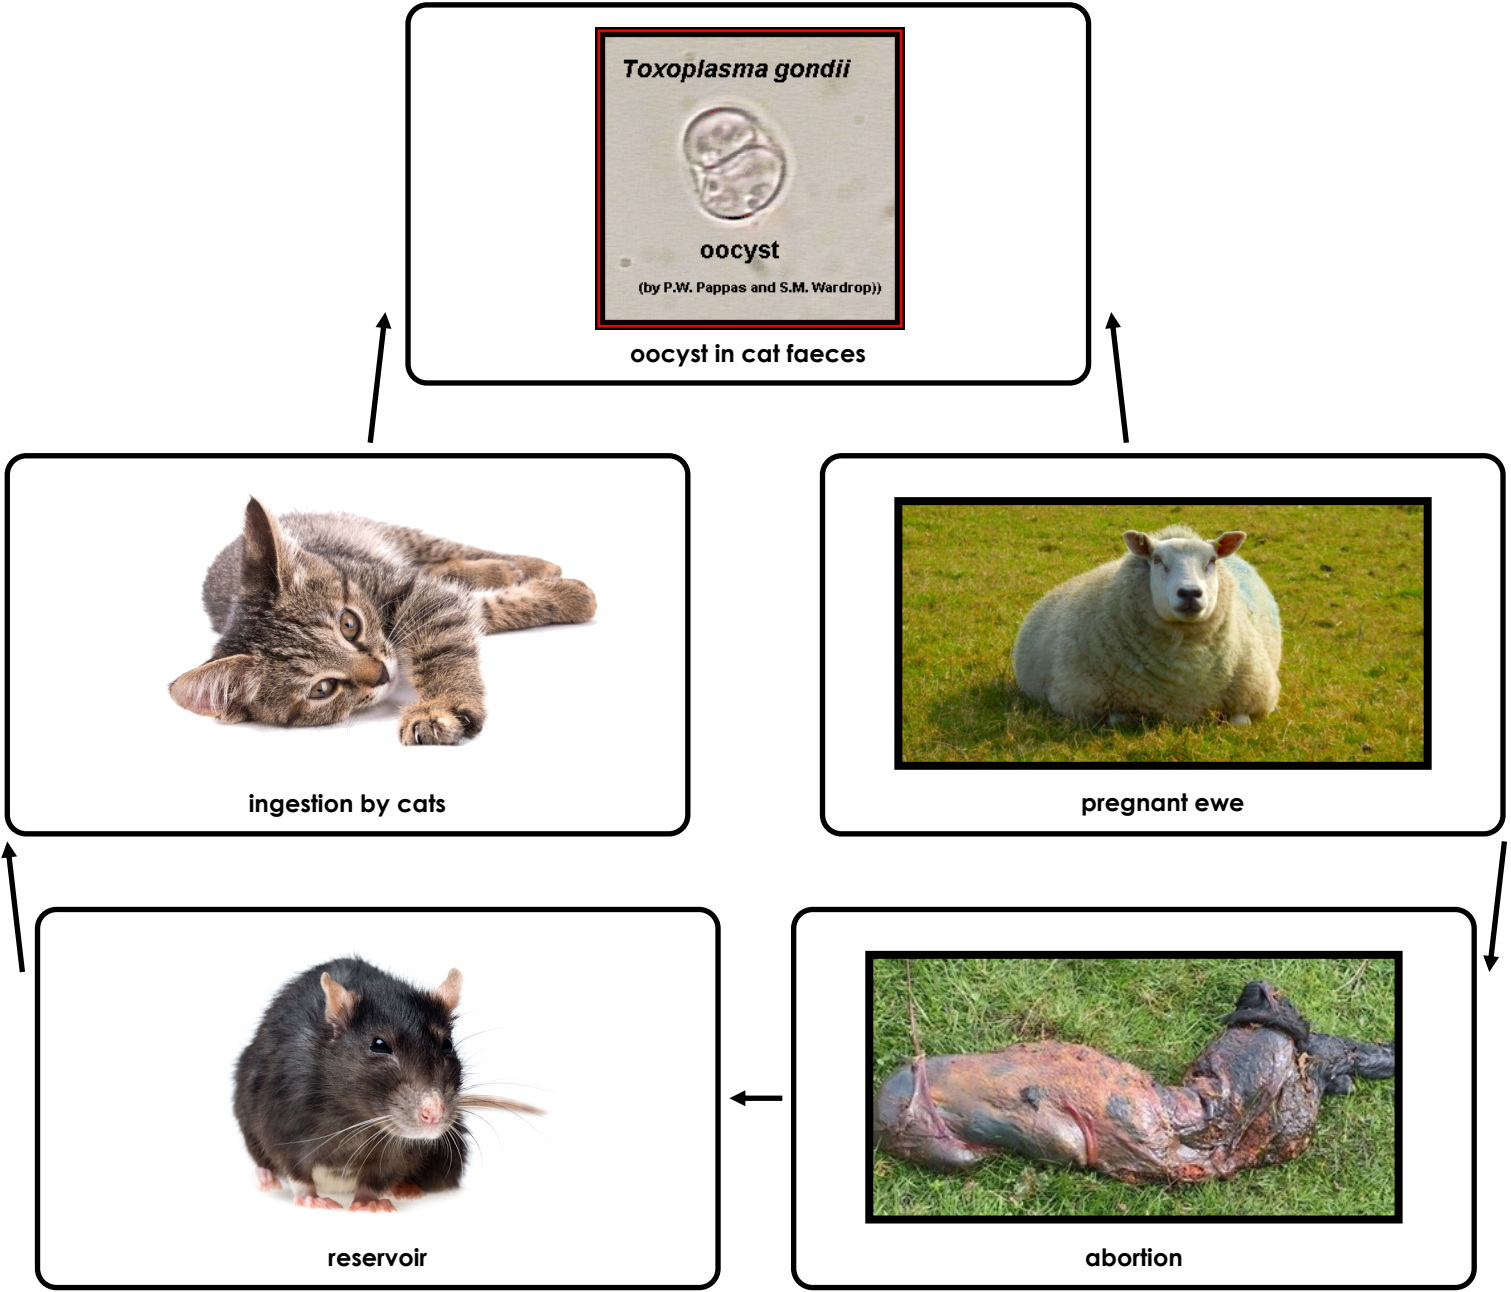 Toxoplasma gondii
oocyst
(by P.W. Pappas and S.M. Wardrop))
oocyst in cat faeces
ingestion by cats
pregnant ewe
reservoir
abortion